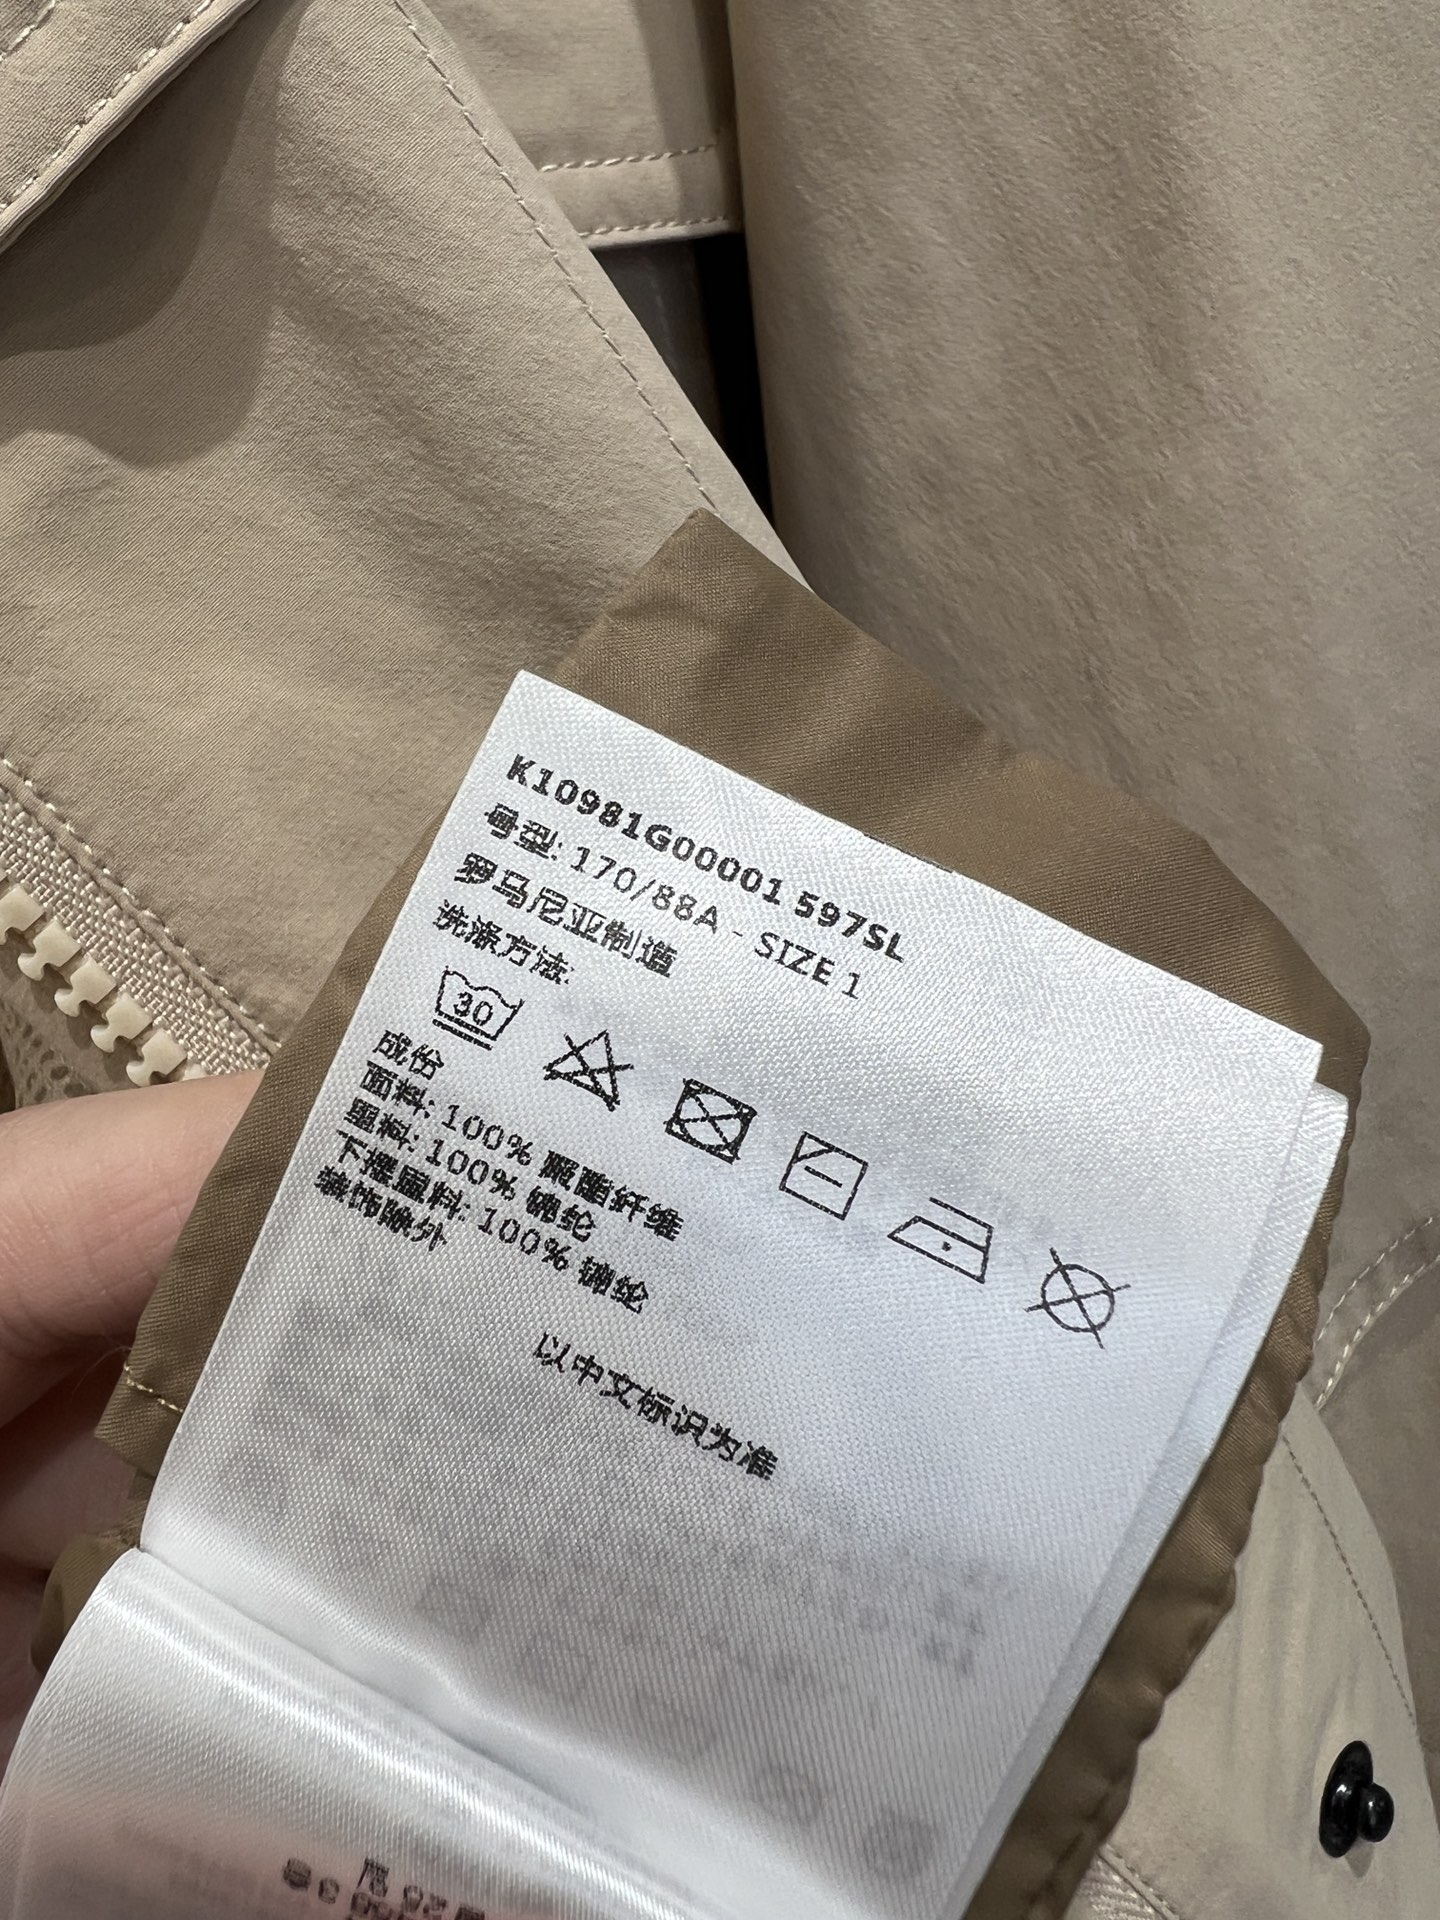 K10981G00001 597SL
号型: 170/88A - SIZE 1
罗马尼亚制造
洗涤方法:
30
成份
面料: 100% 聚酯纤维
里料: 100% 锦纶
下摆里料: 100% 锦纶
装饰除外
以中文标识为准